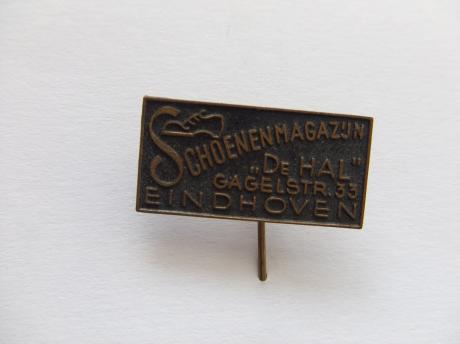 SCHOENENMAGAZIJN
„DE HAL"
GAGELSTR. 33
EINDHOVEN